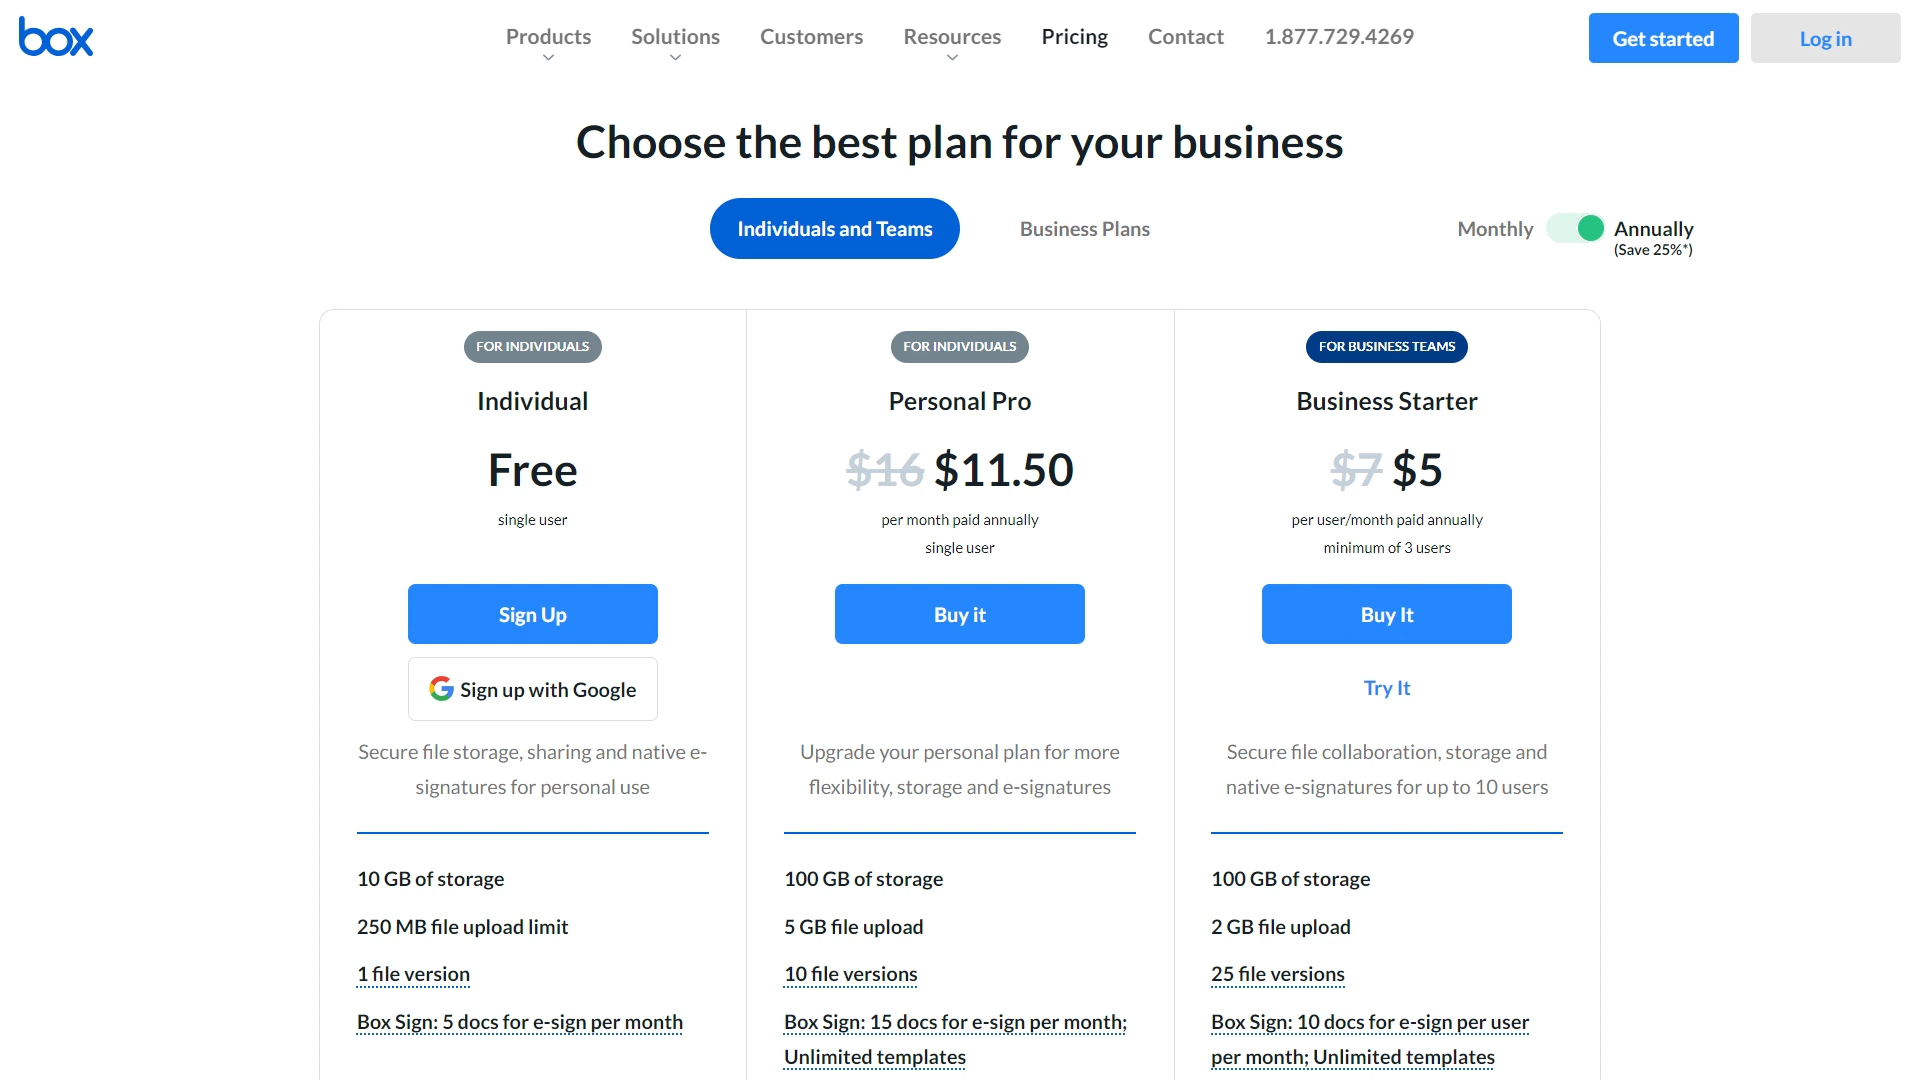 box
Products
Solutions
Customers
Resources
Pricing
Contact
1.877.729.4269
Get started
Log in
Choose the best plan for your business
Individuals and Teams
Business Plans
Monthly
Annually
(Save 25%*)
FOR INDIVIDUALS
Individual
Free
single user
Sign Up
Sign up with Google
Secure file storage, sharing and native e-
signatures for personal use
10 GB of storage
250 MB file upload limit
1 file version
Box Sign: 5 docs for e-sign per month
FOR INDIVIDUALS
Personal Pro
$16 $11.50
per month paid annually
single user
Buy it
Upgrade your personal plan for more
flexibility, storage and e-signatures
100 GB of storage
5 GB file upload
10 file versions
Box Sign: 15 docs for e-sign per month;
Unlimited templates
FOR BUSINESS TEAMS
Business Starter
$7 $5
per user/month paid annually
minimum of 3 users
Buy It
Try It
Secure file collaboration, storage and
native e-signatures for up to 10 users
100 GB of storage
2 GB file upload
25 file versions
Box Sign: 10 docs for e-sign per user
per month; Unlimited templates